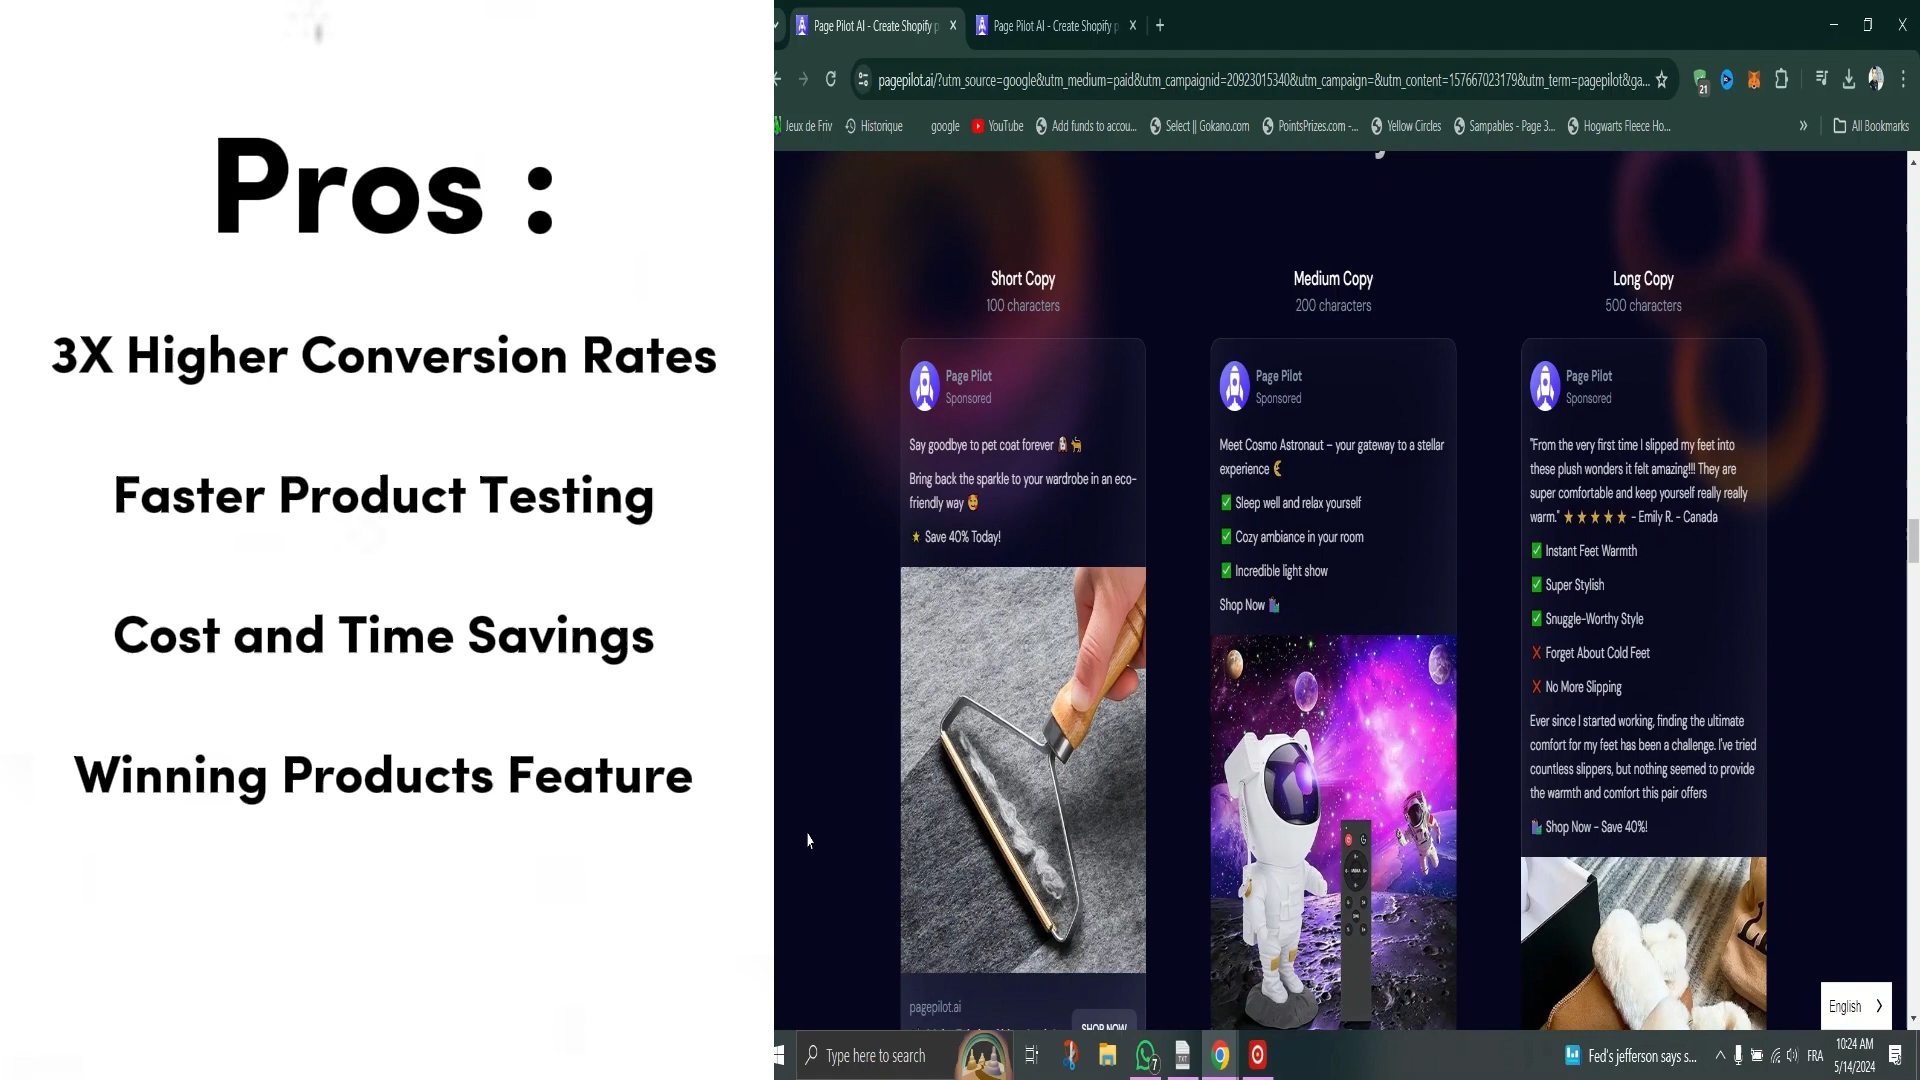 Pros :
3X Higher Conversion Rates
Faster Product Testing
Cost and Time Savings
Winning Products Feature
Page Pilot AI - Create Shopify p
Page Pilot AI - Create Shopify p
pagepilot.ai/?utm_source=google&utm_medium=paid&utm_campaignid=20923015340&utm_campaign=&utm_content=157667023179&utm_term=pagepilot&ga...
21
Jeux de Friv
Historique
google
YouTube
Add funds to accou...
Select || Gokano.com
PointsPrizes.com -...
Yellow Circles
Sampables - Page 3...
Hogwarts Fleece Ho...
All Bookmarks
Short Copy
100 characters
Page Pilot
Sponsored
Say goodbye to pet coat forever
Bring back the sparkle to your wardrobe in an eco-
friendly way
Save 40% Today!
pagepilot.ai
SHOP NOW
Medium Copy
200 characters
Page Pilot
Sponsored
Meet Cosmo Astronaut – your gateway to a stellar
experience
✅ Sleep well and relax yourself
✅ Cozy ambiance in your room
✅ Incredible light show
Shop Now
Long Copy
500 characters
Page Pilot
Sponsored
"From the very first time I slipped my feet into
these plush wonders it felt amazing!!! They are
super comfortable and keep yourself really really
warm." ★ ★ ★ ★ ★ - Emily R. - Canada
✅ Instant Feet Warmth
✅ Super Stylish
✅ Snuggle-Worthy Style
❌ Forget About Cold Feet
❌ No More Slipping
Ever since I started working, finding the ultimate
comfort for my feet has been a challenge. I've tried
countless slippers, but nothing seemed to provide
the warmth and comfort this pair offers
Shop Now - Save 40%!
English
Type here to search
7
TXT
Fed's jefferson says s...
FRA
10:24 AM
5/14/2024